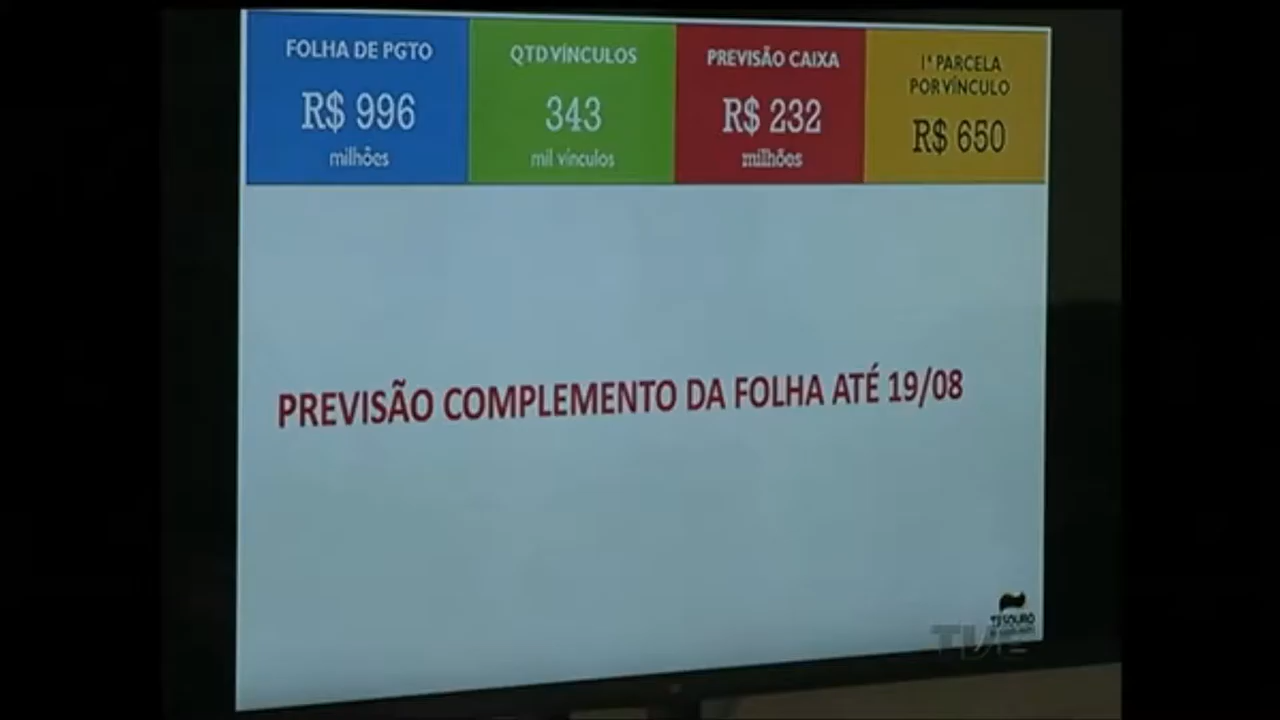 FOLHA DE PGTO
R$ 996
milhões
QTD VÍNCULOS
343
mil vínculos
PREVISÃO CAIXA
R$ 232
milhões
1ª PARCELA
POR VÍNCULO
R$ 650
PREVISÃO COMPLEMENTO DA FOLHA ATÉ 19/08
TESOURO
TVE